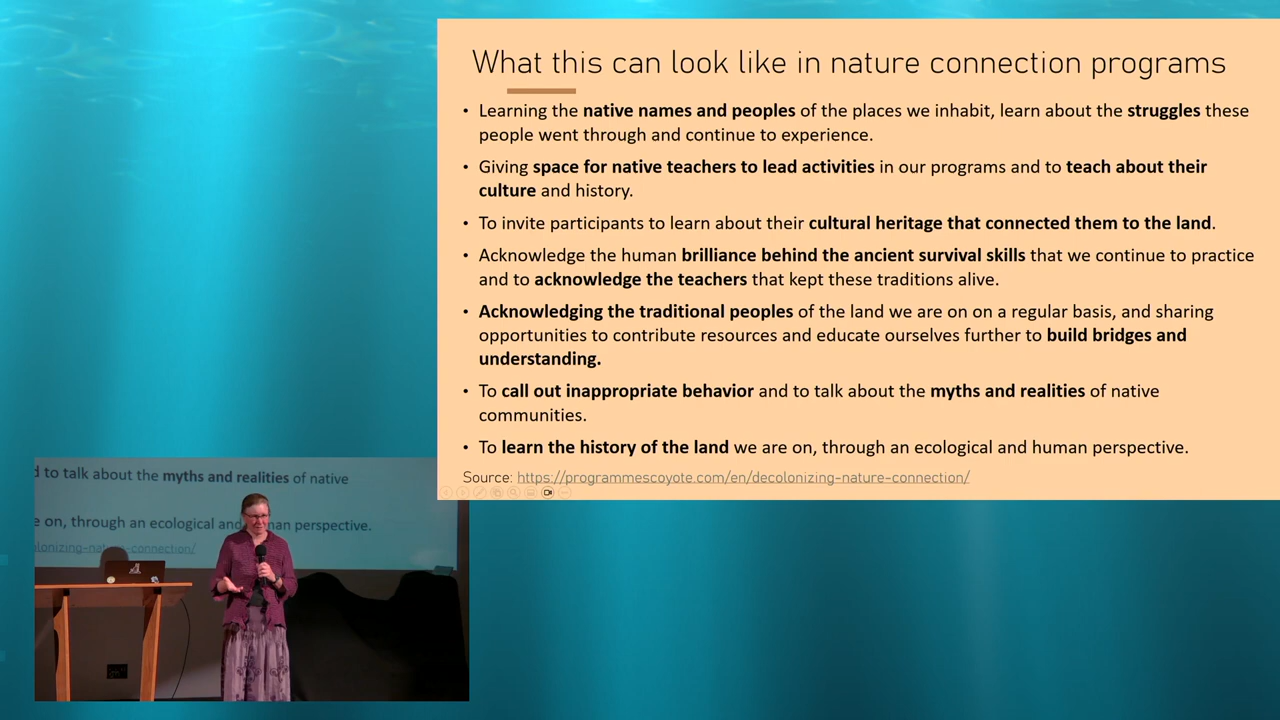 What this can look like in nature connection programs
• Learning the native names and peoples of the places we inhabit, learn about the struggles these
people went through and continue to experience.
• Giving space for native teachers to lead activities in our programs and to teach about their
culture and history.
• To invite participants to learn about their cultural heritage that connected them to the land.
• Acknowledge the human brilliance behind the ancient survival skills that we continue to practice
and to acknowledge the teachers that kept these traditions alive.
• Acknowledging the traditional peoples of the land we are on on a regular basis, and sharing
opportunities to contribute resources and educate ourselves further to build bridges and
understanding.
• To call out inappropriate behavior and to talk about the myths and realities of native
communities.
• To learn the history of the land we are on, through an ecological and human perspective.
Source: https://programmescoyote.com/en/decolonizing-nature-connection/
d to talk about the myths and realities of native
e on, through an ecological and human perspective.
olonizing-nature-connection/